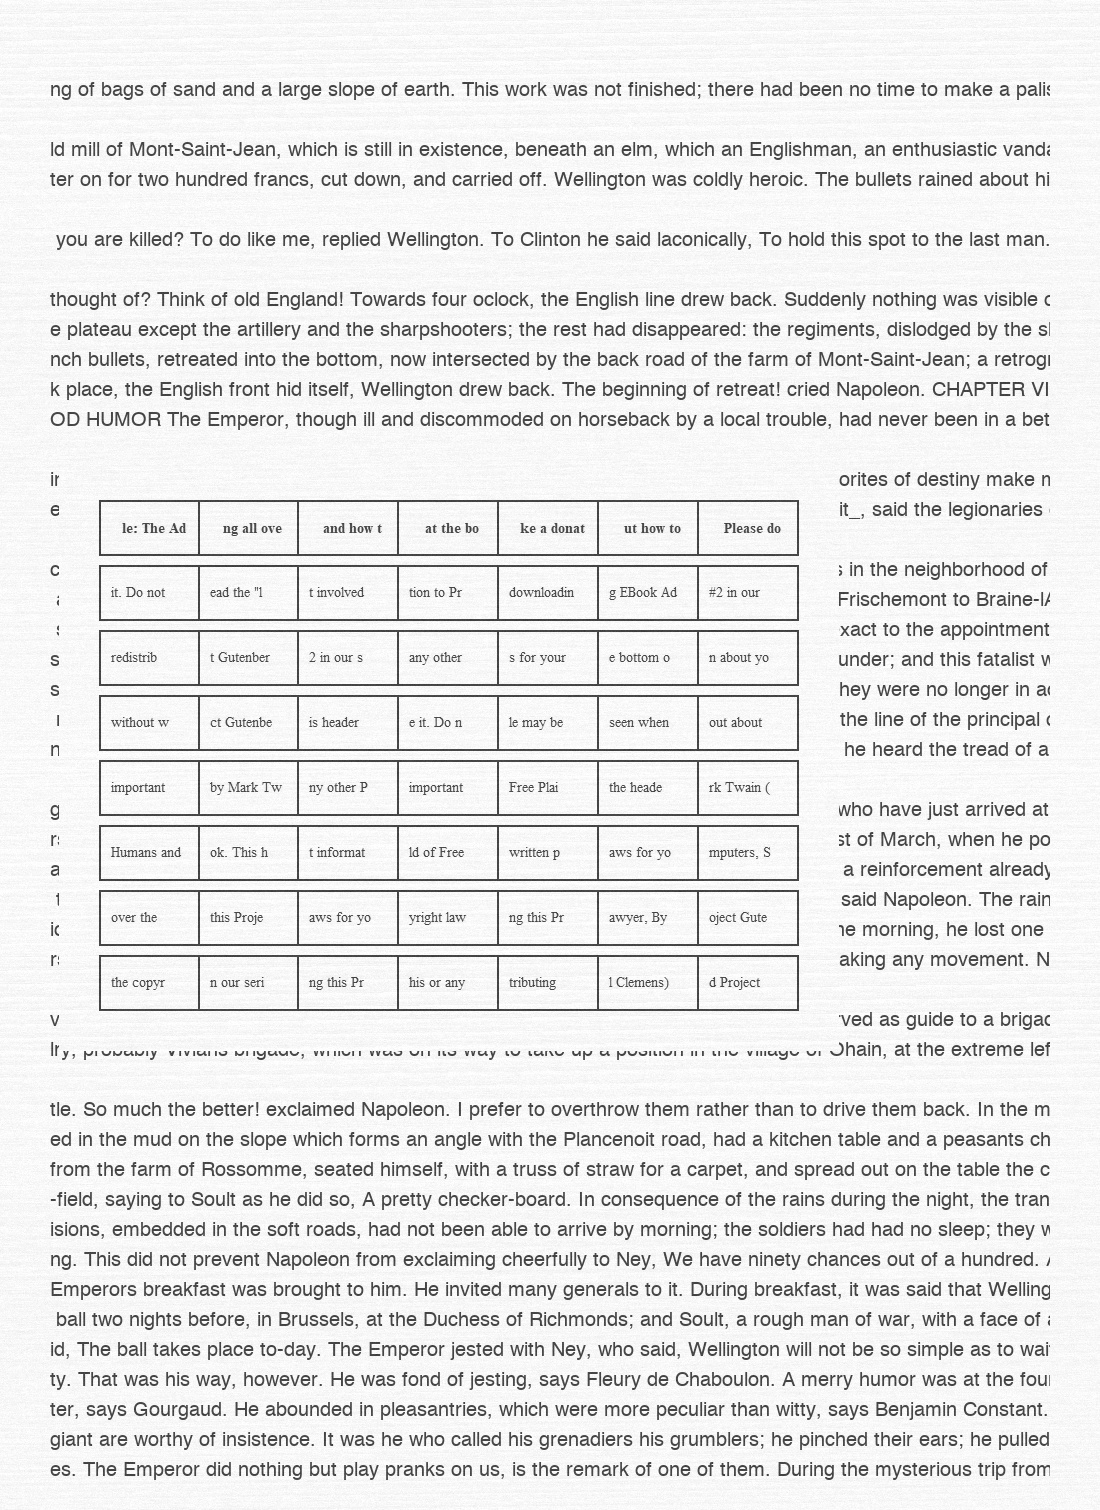 ng of bags of sand and a large slope of earth. This work was not finished; there had been no time to make a palis
ld mill of Mont-Saint-Jean, which is still in existence, beneath an elm, which an Englishman, an enthusiastic vanda
ter on for two hundred francs, cut down, and carried off. Wellington was coldly heroic. The bullets rained about hi
you are killed? To do like me, replied Wellington. To Clinton he said laconically, To hold this spot to the last man.
thought of? Think of old England! Towards four oclock, the English line drew back. Suddenly nothing was visible
e plateau except the artillery and the sharpshooters; the rest had disappeared: the regiments, dislodged by the
nch bullets, retreated into the bottom, now intersected by the back road of the farm of Mont-Saint-Jean; a retrogr
k place, the English front hid itself, Wellington drew back. The beginning of retreat! cried Napoleon. CHAPTER VI
OD HUMOR The Emperor, though ill and discommoded on horseback by a local trouble, had never been in a bet
orites of destiny make
e it_, said the legionaries
in the neighborhood of
Frischemont to Braine-lA
xact to the appointment
s under; and this fatalist
s hey were no longer in
the line of the principal
n he heard the tread of a
g who have just arrived at
st of March, when he po
a a reinforcement already
said Napoleon. The rain
he morning, he lost one
aking any movement. N
ved as guide to a brigad
le: The Ad ng all ove and how t at the bo ke a donat ut how to Please do
it. Do not ead the "l t involved tion to Pr downloadin g EBook Ad #2 in our
redistrib t Gutenber 2 in our s any other s for your e bottom o n about yo
without w ct Gutenbe is header e it. Do n le may be seen when out about
important by Mark Tw ny other P important Free Plai the heade rk Twain (
Humans and ok. This h t informat ld of Free written p aws for yo mputers, S
over the this Proje aws for yo yright law ng this Pr awyer, By oject Gute
the copyr n our seri ng this Pr his or any tributing l Clemens) d Project
lry, probably Vivians brigade, which was on its way to take up a position in the village of Ohain, at the extreme lef
tle. So much the better! exclaimed Napoleon. I prefer to overthrow them rather than to drive them back. In the m
ed in the mud on the slope which forms an angle with the Plancenoit road, had a kitchen table and a peasants ch
from the farm of Rossomme, seated himself, with a truss of straw for a carpet, and spread out on the table the c
-field, saying to Soult as he did so, A pretty checker-board. In consequence of the rains during the night, the tran
isions, embedded in the soft roads, had not been able to arrive by morning; the soldiers had had no sleep; they w
ng. This did not prevent Napoleon from exclaiming cheerfully to Ney, We have ninety chances out of a hundred.
Emperors breakfast was brought to him. He invited many generals to it. During breakfast, it was said that Welling
ball two nights before, in Brussels, at the Duchess of Richmonds; and Soult, a rough man of war, with a face of a
id, The ball takes place to-day. The Emperor jested with Ney, who said, Wellington will not be so simple as to wai
ty. That was his way, however. He was fond of jesting, says Fleury de Chaboulon. A merry humor was at the four
ter, says Gourgaud. He abounded in pleasantries, which were more peculiar than witty, says Benjamin Constant.
giant are worthy of insistence. It was he who called his grenadiers his grumblers; he pinched their ears; he pulled
es. The Emperor did nothing but play pranks on us, is the remark of one of them. During the mysterious trip from